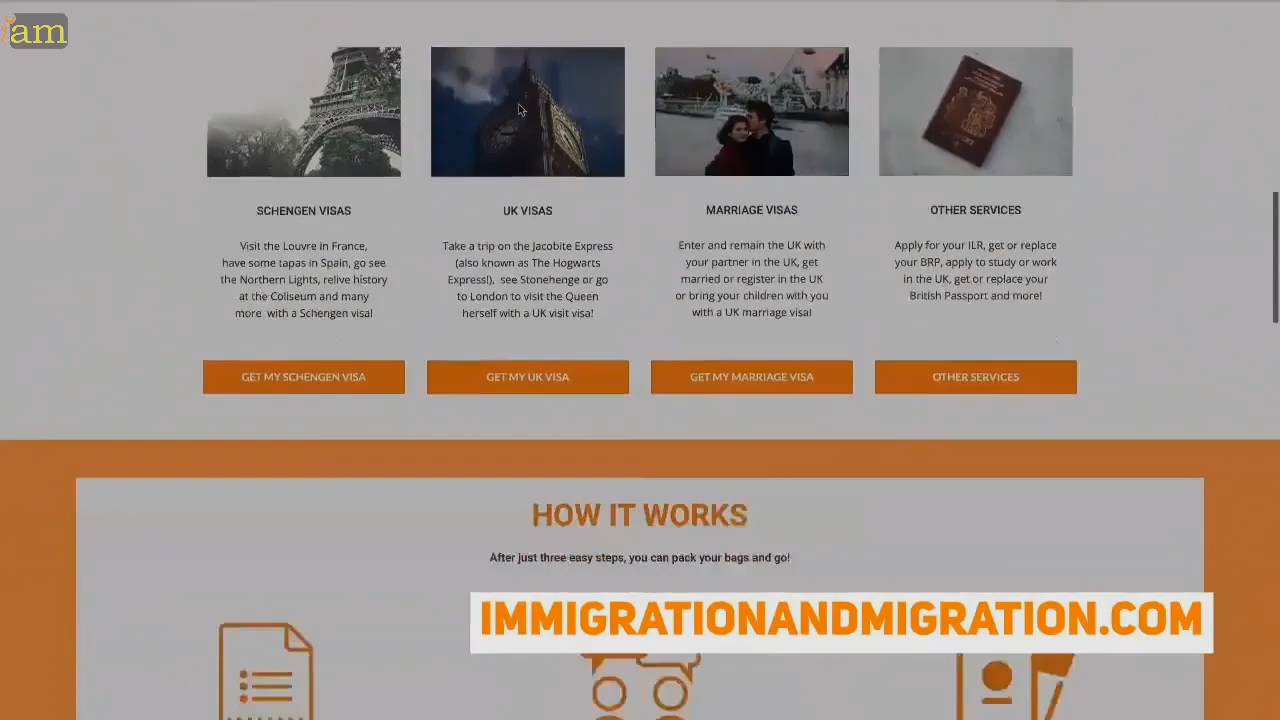 iam
SCHENGEN VISAS
Visit the Louvre in France,
have some tapas in Spain, go see
the Northern Lights, relive history
at the Coliseum and many
more with a Schengen visa!
GET MY SCHENGEN VISA
UK VISAS
Take a trip on the Jacobite Express
(also known as The Hogwarts
Express!), see Stonehenge or go
to London to visit the Queen
herself with a UK visit visa!
GET MY UK VISA
MARRIAGE VISAS
Enter and remain the UK with
your partner in the UK, get
married or register in the UK
or bring your children with you
with a UK marriage visa!
GET MY MARRIAGE VISA
OTHER SERVICES
Apply for your ILR, get or replace
your BRP, apply to study or work
in the UK, get or replace your
British Passport and more!
OTHER SERVICES
HOW IT WORKS
After just three easy steps, you can pack your bags and go!
IMMIGRATIONANDMIGRATION.COM